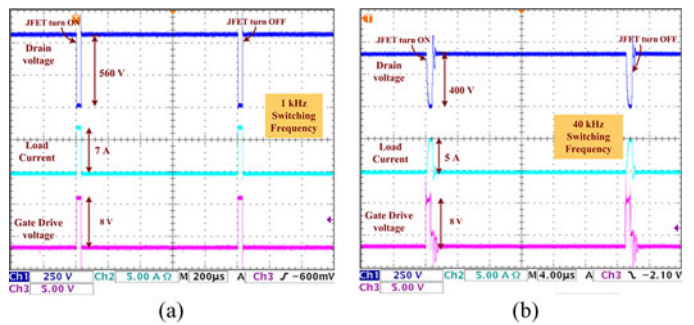 JFET turn ON
JFET turn OFF
Drain
voltage
560 V
1 kHz
Switching
Frequency
Load
Current
7 A
Gate Drive
voltage
8 V
Ch1 250 V Ch2 5.00 A Ω M 200µs A Ch3 ∫ −600mV
Ch3 5.00 V
(a)
JFET turn ON
JFET turn OFF
Drain
voltage
400 V
40 kHz
Switching
Frequency
Load
Current
5 A
Gate Drive
voltage
8 V
Ch1 250 V Ch2 5.00 A Ω M 4.00µs A Ch3 −2.10 V
Ch3 5.00 V
(b)